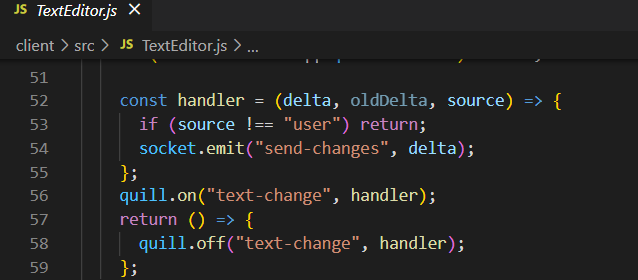 JS TextEditor.js ×
client > src > JS TextEditor.js > ...
51
52 const handler = (delta, oldDelta, source) => {
53 if (source !== "user") return;
54 socket.emit("send-changes", delta);
55 };
56 quill.on("text-change", handler);
57 return () => {
58 quill.off("text-change", handler);
59 };